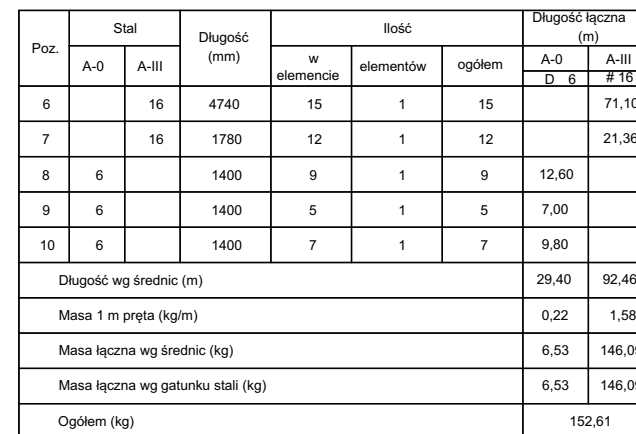 Poz. Stal Długość (mm) Ilość Długość łączna (m)
A-0 A-III w elemencie elementów ogółem A-0 A-III
D 6 # 16
6 16 4740 15 1 15 71,10
7 16 1780 12 1 12 21,36
8 6 1400 9 1 9 12,60
9 6 1400 5 1 5 7,00
10 6 1400 7 1 7 9,80
Długość wg średnic (m) 29,40 92,46
Masa 1 m pręta (kg/m) 0,22 1,58
Masa łączna wg średnic (kg) 6,53 146,09
Masa łączna wg gatunku stali (kg) 6,53 146,09
Ogółem (kg) 152,61